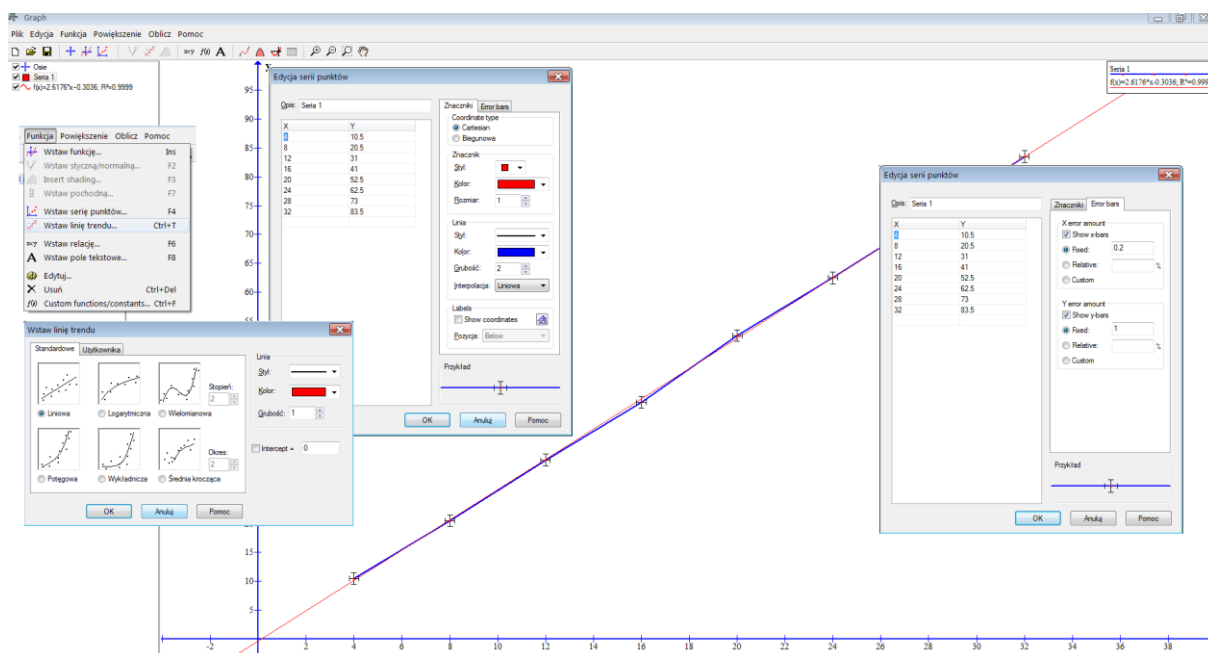 Graph
Plik Edycja Funkcja Powiększenie Oblicz Pomoc
Osie
Seria 1
f(x)=2.6176*x-0.3036; R²=0.9999
y
95
90
85
80
75
70
65
60
55
15
10
5
-2 2 4 6 8 10 12 14 16 18 20 22 24 26 28 30 32 34 36 38
Seria 1
f(x)=2.6176*x-0.3036; R²=0.999
Funkcja Powiększenie Oblicz Pomoc
Wstaw funkcję... Ins
Wstaw styczną/normalną... F2
Insert shading... F3
Wstaw pochodną... F7
Wstaw serię punktów... F4
Wstaw linię trendu... Ctrl+T
Wstaw relację... F6
Wstaw pole tekstowe... F8
Edytuj...
Usuń Ctrl+Del
Custom functions/constants... Ctrl+F
Wstaw linię trendu
Standardowe Użytkownika
Stopień:
2
Liniowa Logarytmiczna Wielomianowa
Okres:
2
Potęgowa Wykładnicza Średnia krocząca
Linia
Styl:
Kolor:
Grubość: 1
Intercept = 0
OK Anuluj Pomoc
Edycja serii punktów
Opis: Seria 1
X Y
4 10.5
8 20.5
12 31
16 41
20 52.5
24 62.5
28 73
32 83.5
Znaczniki Error bars
Coordinate type
Cartesian
Biegunowa
Znacznik
Styl:
Kolor:
Rozmiar: 1
Linia
Styl:
Kolor:
Grubość: 2
Interpolacja: Liniowa
Labels
Show coordinates
Pozycja: Below
Przykład
OK Anuluj Pomoc
Edycja serii punktów
Opis: Seria 1
X Y
4 10.5
8 20.5
12 31
16 41
20 52.5
24 62.5
28 73
32 83.5
Znaczniki Error bars
X error amount
Show x-bars
Fixed: 0.2
Relative: %
Custom
Y error amount
Show y-bars
Fixed: 1
Relative: %
Custom
Przykład
OK Anuluj Pomoc